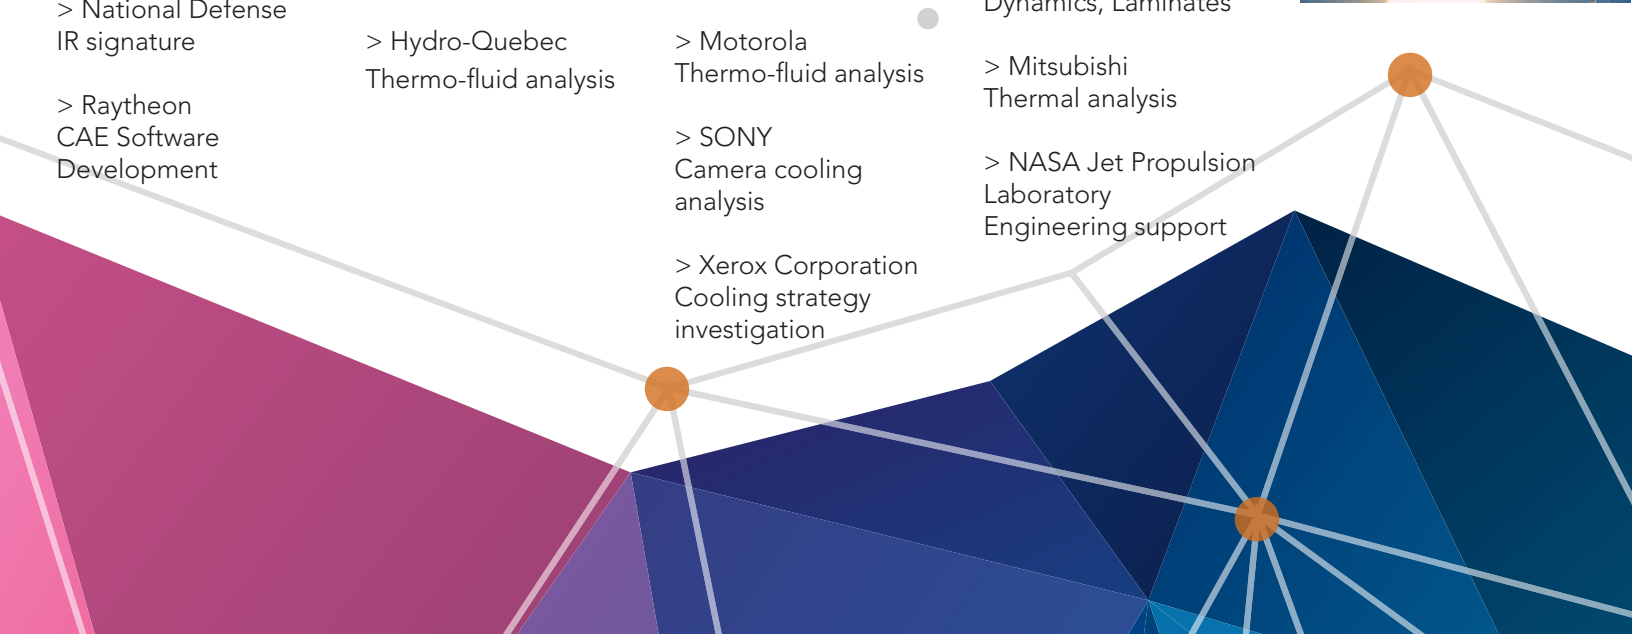 > National Defense
IR signature
> Raytheon
CAE Software
Development
> Hydro-Quebec
Thermo-fluid analysis
> Motorola
Thermo-fluid analysis
> SONY
Camera cooling
analysis
> Xerox Corporation
Cooling strategy
investigation
Dynamics, Laminates
> Mitsubishi
Thermal analysis
> NASA Jet Propulsion
Laboratory
Engineering support